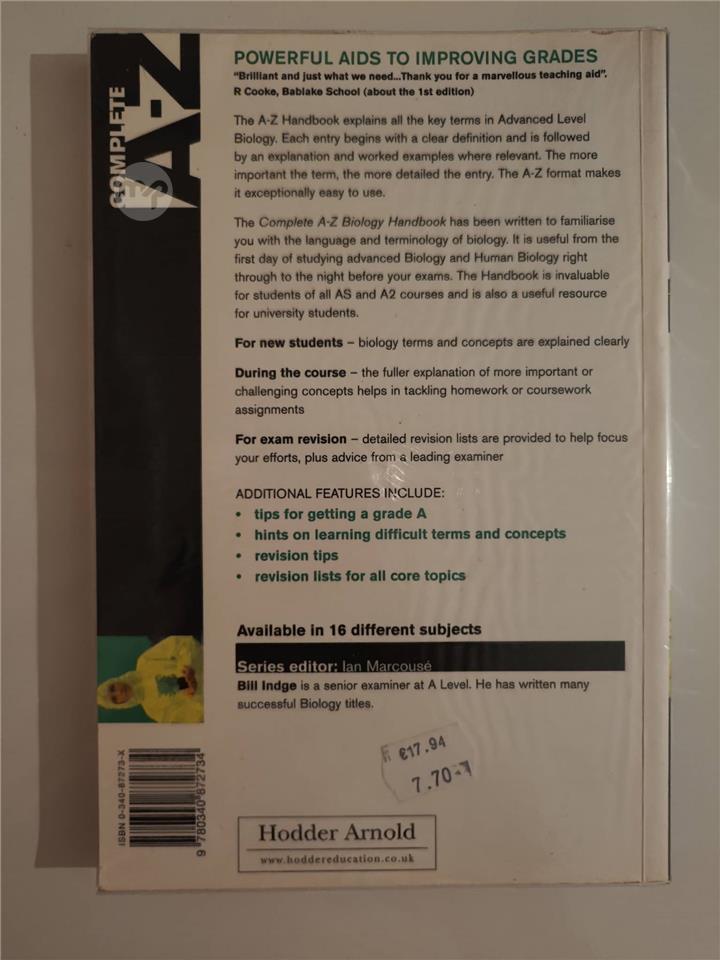 COMPLETE
A-Z
POWERFUL AIDS TO IMPROVING GRADES
“Brilliant and just what we need...Thank you for a marvellous teaching aid”.
R Cooke, Bablake School (about the 1st edition)
The A-Z Handbook explains all the key terms in Advanced Level
Biology. Each entry begins with a clear definition and is followed
by an explanation and worked examples where relevant. The more
important the term, the more detailed the entry. The A-Z format makes
it exceptionally easy to use.
The Complete A-Z Biology Handbook has been written to familiarise
you with the language and terminology of biology. It is useful from the
first day of studying advanced Biology and Human Biology right
through to the night before your exams. The Handbook is invaluable
for students of all AS and A2 courses and is also a useful resource
for university students.
For new students – biology terms and concepts are explained clearly
During the course – the fuller explanation of more important or
challenging concepts helps in tackling homework or coursework
assignments
For exam revision – detailed revision lists are provided to help focus
your efforts, plus advice from a leading examiner
ADDITIONAL FEATURES INCLUDE:
• tips for getting a grade A
• hints on learning difficult terms and concepts
• revision tips
• revision lists for all core topics
Available in 16 different subjects
Series editor: Ian Marcousé
Bill Indge is a senior examiner at A Level. He has written many
successful Biology titles.
€17.94
7.70
ISBN 0-340-87273-X
9 780340 872734
Hodder Arnold
www.hoddereducation.co.uk